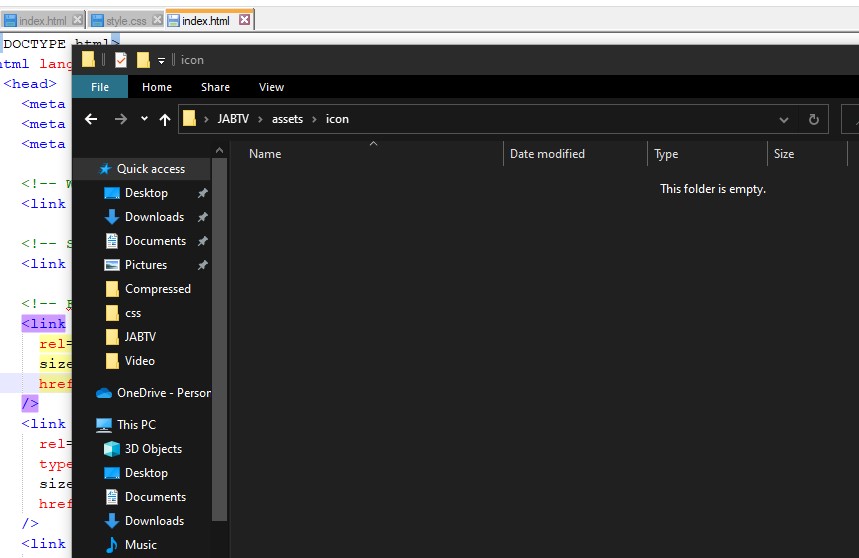 index.html style.css index.html
DOCTYPE html>
html lang
<head>
<meta
<meta
<meta
<!-- W
<link
<!-- S
<link
<!-- F
<link
rel=
size
href
/>
<link
rel=
type
size
href
/>
<link
icon
File Home Share View
JABTV > assets > icon
Name Date modified Type Size
This folder is empty.
Quick access
Desktop
Downloads
Documents
Pictures
Compressed
css
JABTV
Video
OneDrive - Person
This PC
3D Objects
Desktop
Documents
Downloads
Music